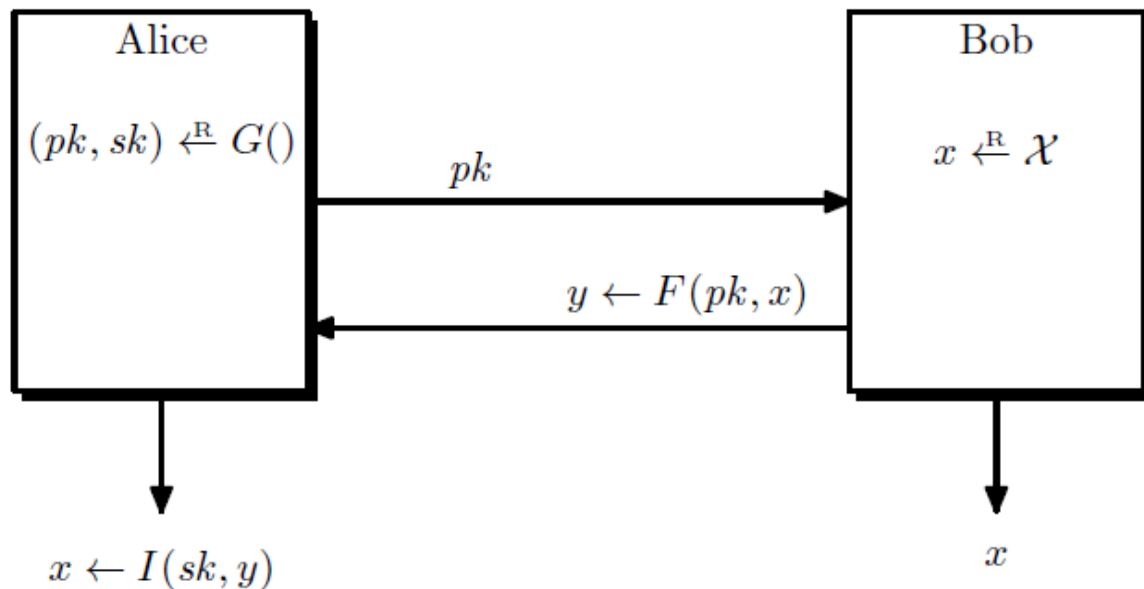 Alice
(pk, sk) ←R G()
Bob
x ←R 𝒳
pk
y ← F(pk, x)
x ← I(sk, y)
x